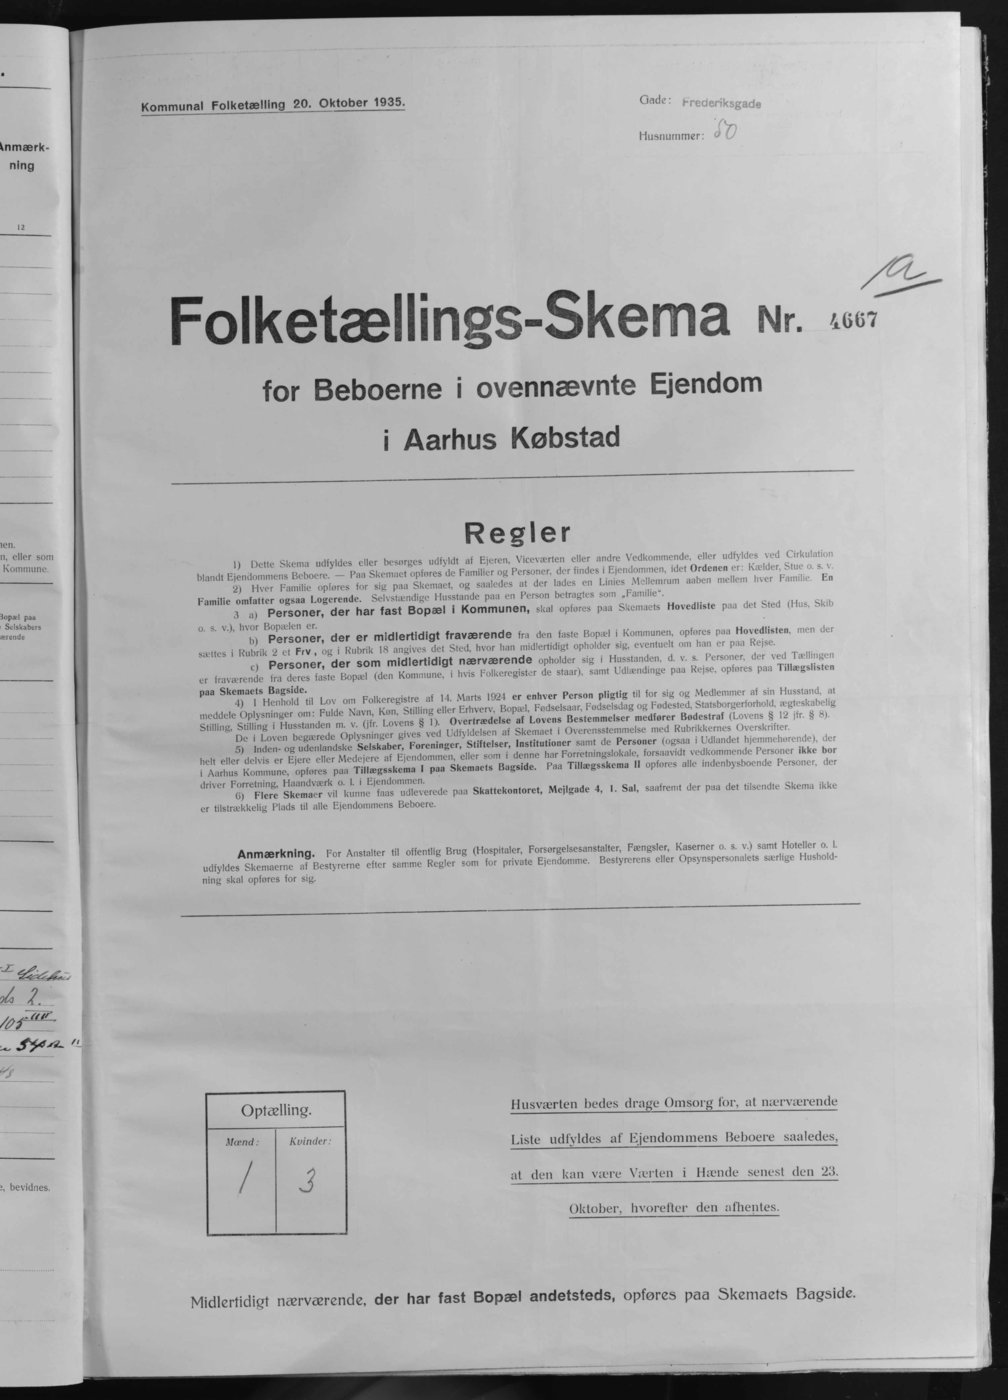 Anmærk-
ning
12
eller som
Kommune.
Bopæl paa
Selskabers
bevidnes.
ds 2.
105
Kommunal Folketælling 20. Oktober 1935.
Gade: Frederiksgade
Husnummer: 80
a
Folketællings-Skema Nr. 4667
for Beboerne i ovennævnte Ejendom
i Aarhus Købstad
Regler
1) Dette Skema udfyldes eller besørges udfyldt af Ejeren, Viceværten eller andre Vedkommende, eller udfyldes ved Cirkulation
blandt Ejendommens Beboere. — Paa Skemaet opføres de Familier og Personer, der findes i Ejendommen, idet Ordenen er: Kælder, Stue o. s. v.
2) Hver Familie opføres for sig paa Skemaet, og saaledes at der lades en Linies Mellemrum aaben mellem hver Familie. En
Familie omfatter ogsaa Logerende. Selvstændige Husstande paa en Person betragtes som „Familie".
3 a) Personer, der har fast Bopæl i Kommunen, skal opføres paa Skemaets Hovedliste paa det Sted (Hus, Skib
o. s. v.), hvor Bopælen er.
b) Personer, der er midlertidigt fraværende fra den faste Bopæl i Kommunen, opføres paa Hovedlisten, men der
sættes i Rubrik 2 et Frv, og i Rubrik 18 angives det Sted, hvor han midlertidigt opholder sig, eventuelt om han er paa Rejse.
c) Personer, der som midlertidigt nærværende opholder sig i Husstanden, d. v. s. Personer, der ved Tællingen
er fraværende fra deres faste Bopæl (den Kommune, i hvis Folkeregister de staar), samt Udlændinge paa Rejse, opføres paa Tillægslisten
paa Skemaets Bagside.
4) I Henhold til Lov om Folkeregistre af 14. Marts 1924 er enhver Person pligtig til for sig og Medlemmer af sin Husstand, at
meddele Oplysninger om: Fulde Navn, Køn, Stilling eller Erhverv, Bopæl, Fødselsaar, Fødselsdag og Fødested, Statsborgerforhold, ægteskabelig
Stilling, Stilling i Husstanden m. v. (jfr. Lovens § 1). Overtrædelse af Lovens Bestemmelser medfører Bødestraf (Lovens § 12 jfr. § 8).
De i Loven begærede Oplysninger gives ved Udfyldelsen af Skemaet i Overensstemmelse med Rubrikkernes Overskrifter.
5) Inden- og udenlandske Selskaber, Foreninger, Stiftelser, Institutioner samt de Personer (ogsaa i Udlandet hjemmehørende), der
helt eller delvis er Ejere eller Medejere af Ejendommen, eller som i denne har Forretningslokale, forsaavidt vedkommende Personer ikke bor
i Aarhus Kommune, opføres paa Tillægsskema I paa Skemaets Bagside. Paa Tillægsskema II opføres alle indenbysboende Personer, der
driver Forretning, Haandværk o. l. i Ejendommen.
6) Flere Skemaer vil kunne faas udleverede paa Skattekontoret, Mejlgade 4, 1. Sal, saafremt der paa det tilsendte Skema ikke
er tilstrækkelig Plads til alle Ejendommens Beboere.
Anmærkning. For Anstalter til offentlig Brug (Hospitaler, Forsørgelsesanstalter, Fængsler, Kaserner o. s. v.) samt Hoteller o. l.
udfyldes Skemaerne af Bestyrerne efter samme Regler som for private Ejendomme. Bestyrerens eller Opsynspersonalets særlige Hushold-
ning skal opføres for sig.
Optælling.
Mænd: Kvinder:
1 3
Husværten bedes drage Omsorg for, at nærværende
Liste udfyldes af Ejendommens Beboere saaledes,
at den kan være Værten i Hænde senest den 23.
Oktober, hvorefter den afhentes.
Midlertidigt nærværende, der har fast Bopæl andetsteds, opføres paa Skemaets Bagside.